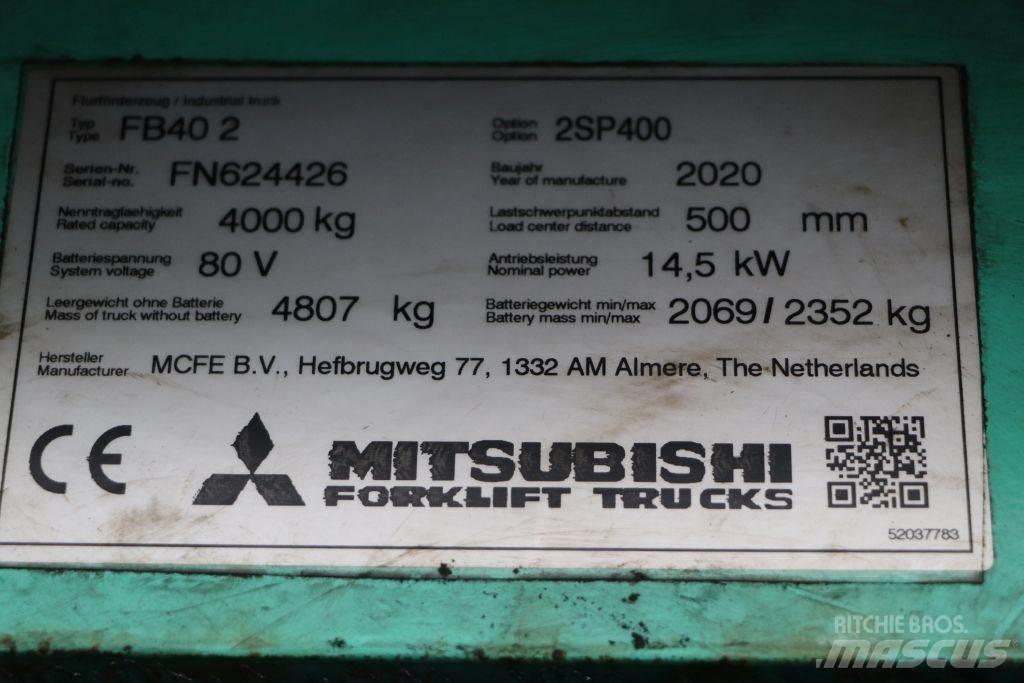 Flurförderzeug / Industrial truck
Typ
Type FB40 2
Option
Option 2SP400
Serien-Nr.
Serial-no. FN624426
Baujahr
Year of manufacture 2020
Nenntragfaehigkeit
Rated capacity 4000 kg
Lastschwerpunktabstand
Load center distance 500 mm
Batteriespannung
System voltage 80 V
Antriebsleistung
Nominal power 14,5 kW
Leergewicht ohne Batterie
Mass of truck without battery 4807 kg
Batteriegewicht min/max
Battery mass min/max 2069 / 2352 kg
Hersteller
Manufacturer MCFE B.V., Hefbrugweg 77, 1332 AM Almere, The Netherlands
CE
MITSUBISHI
FORKLIFT TRUCKS
52037783
RITCHIE BROS.
MASCUS